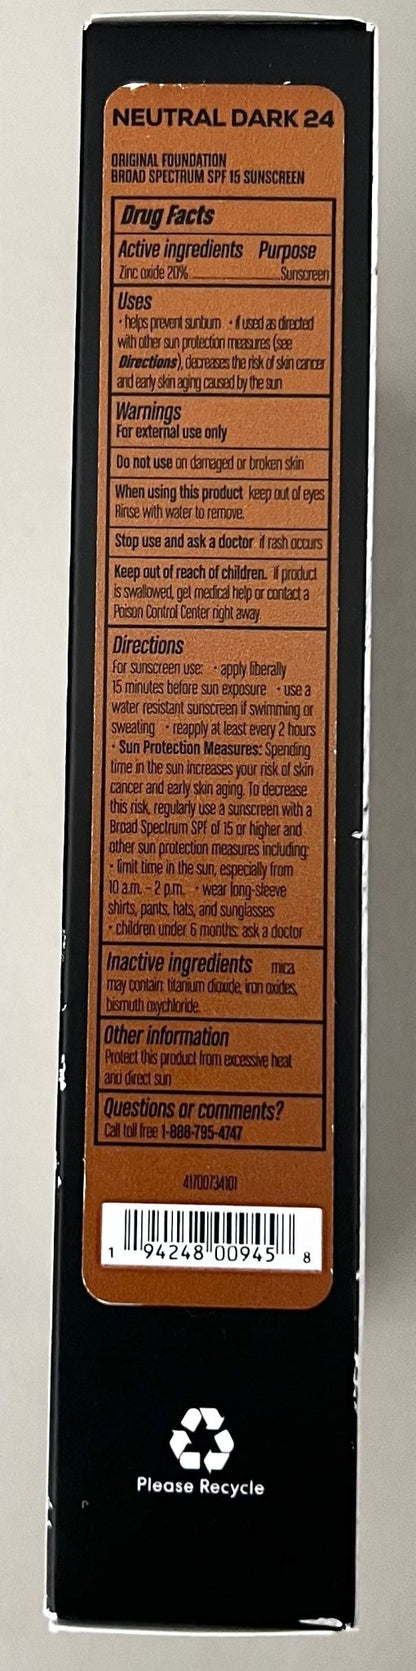 NEUTRAL DARK 24
ORIGINAL FOUNDATION
BROAD SPECTRUM SPF 15 SUNSCREEN
Drug Facts
Active ingredients Purpose
Zinc oxide 20% Sunscreen
Uses
• helps prevent sunburn • if used as directed
with other sun protection measures (see
Directions), decreases the risk of skin cancer
and early skin aging caused by the sun
Warnings
For external use only
Do not use on damaged or broken skin
When using this product keep out of eyes
Rinse with water to remove.
Stop use and ask a doctor if rash occurs
Keep out of reach of children. If product
is swallowed, get medical help or contact a
Poison Control Center right away.
Directions
For sunscreen use: • apply liberally
15 minutes before sun exposure • use a
water resistant sunscreen if swimming or
sweating • reapply at least every 2 hours
• Sun Protection Measures: Spending
time in the sun increases your risk of skin
cancer and early skin aging. To decrease
this risk, regularly use a sunscreen with a
Broad Spectrum SPF of 15 or higher and
other sun protection measures including:
• limit time in the sun, especially from
10 a.m. – 2 p.m. • wear long-sleeve
shirts, pants, hats, and sunglasses
• children under 6 months: ask a doctor
Inactive ingredients mica
may contain: titanium dioxide, iron oxides,
bismuth oxychloride.
Other information
Protect this product from excessive heat
and direct sun
Questions or comments?
Call toll free 1-888-795-4747
41700734101
1 94248 00945 8
Please Recycle